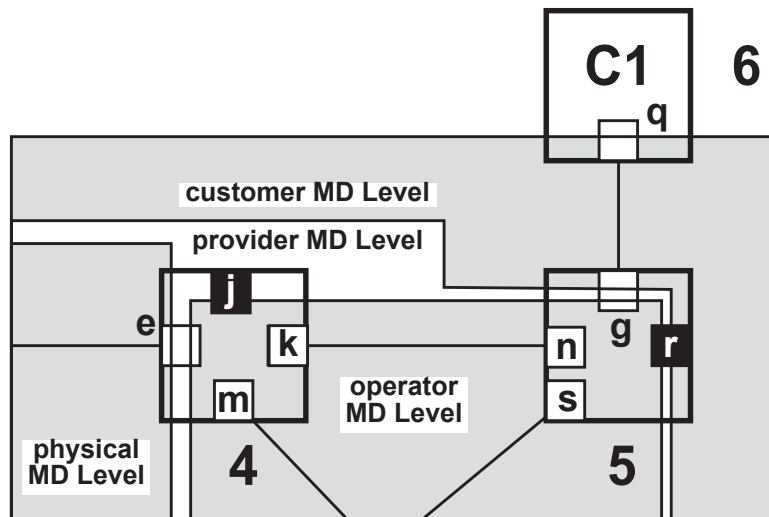 C1
6
q
customer MD Level
provider MD Level
j
e
k
n
g
r
m
operator
MD Level
s
physical
MD Level
4
5